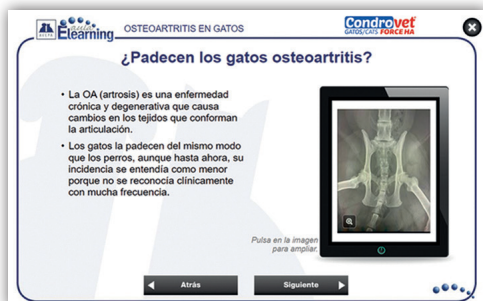 aula
Elearning
OSTEOARTRITIS EN GATOS
Condrovet
GATOS/CATS FORCE HA
¿Padecen los gatos osteoartritis?
• La OA (artrosis) es una enfermedad
crónica y degenerativa que causa
cambios en los tejidos que conforman
la articulación.
• Los gatos la padecen del mismo modo
que los perros, aunque hasta ahora, su
incidencia se entendía como menor
porque no se reconocía clínicamente
con mucha frecuencia.
Pulsa en la imagen
para ampliar.
Atrás
Siguiente